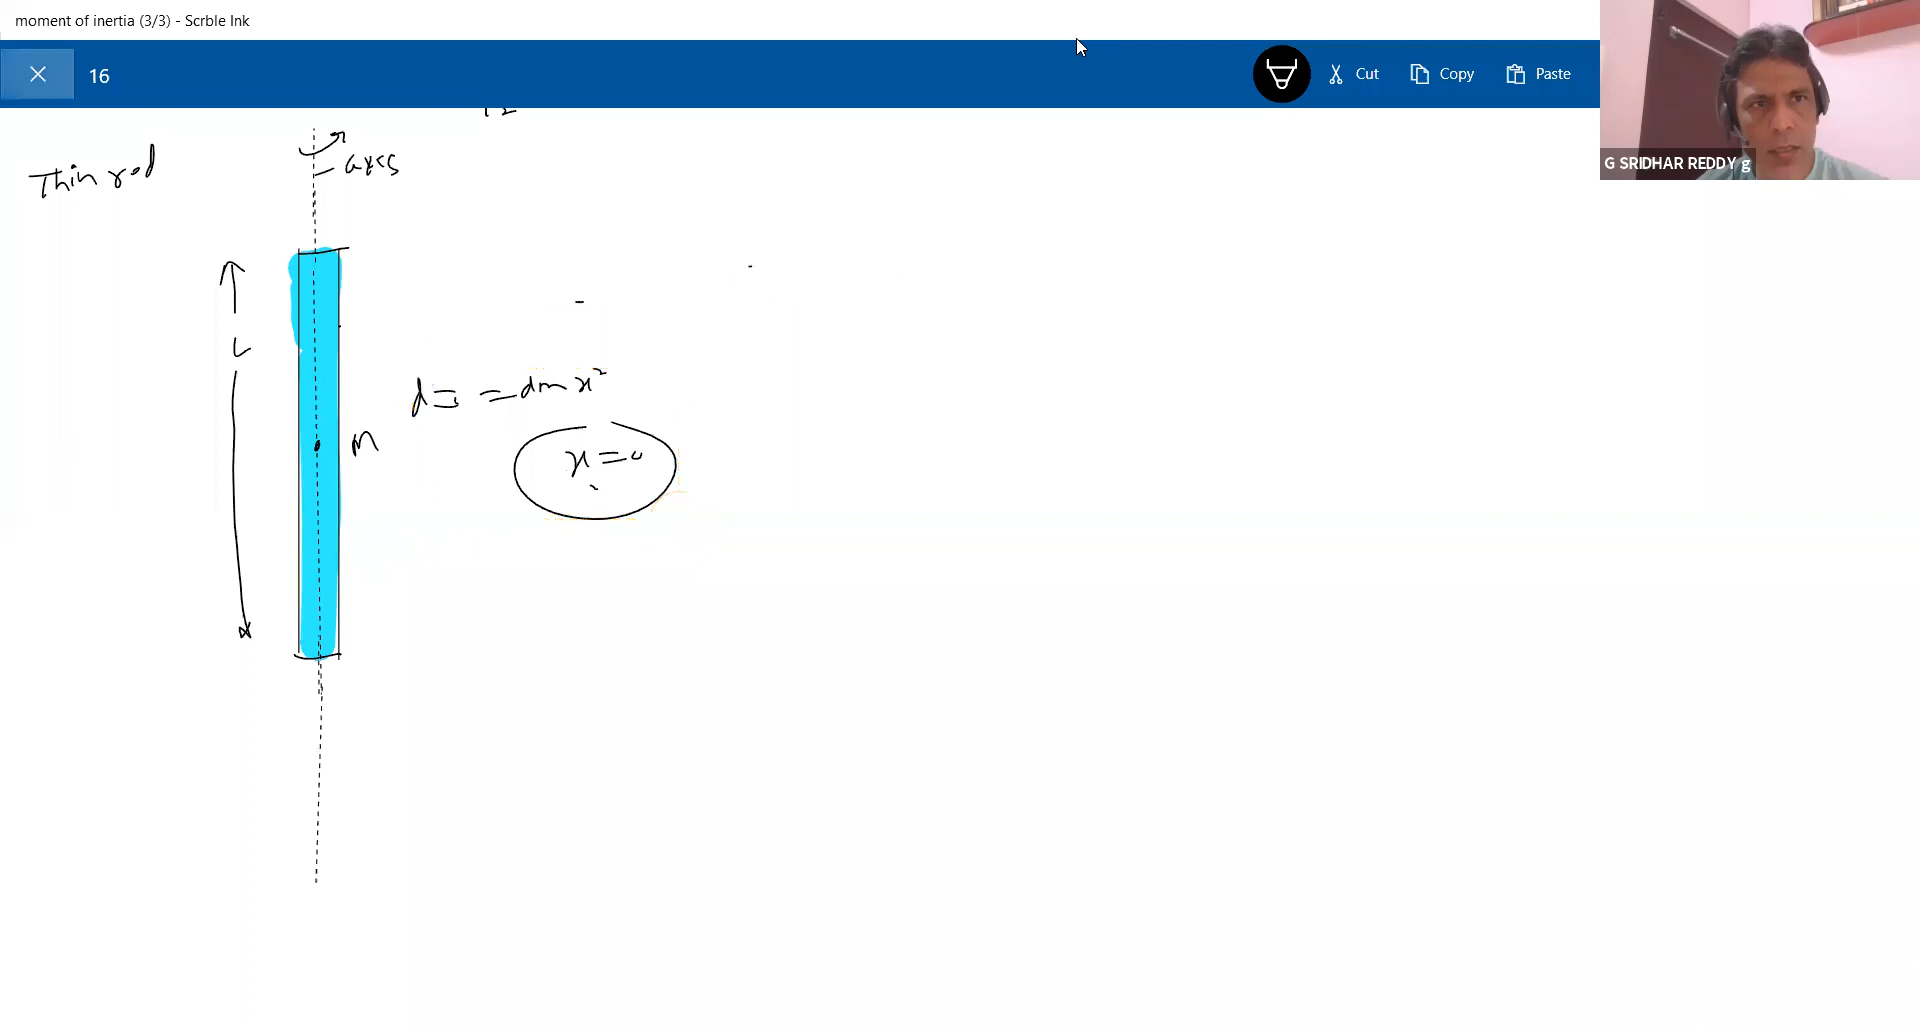 moment of inertia (3/3) - Scrble Ink
16
Cut
Copy
Paste
G SRIDHAR REDDY g
12
Thin rod
axis
L
dI = dm x²
M
x=0